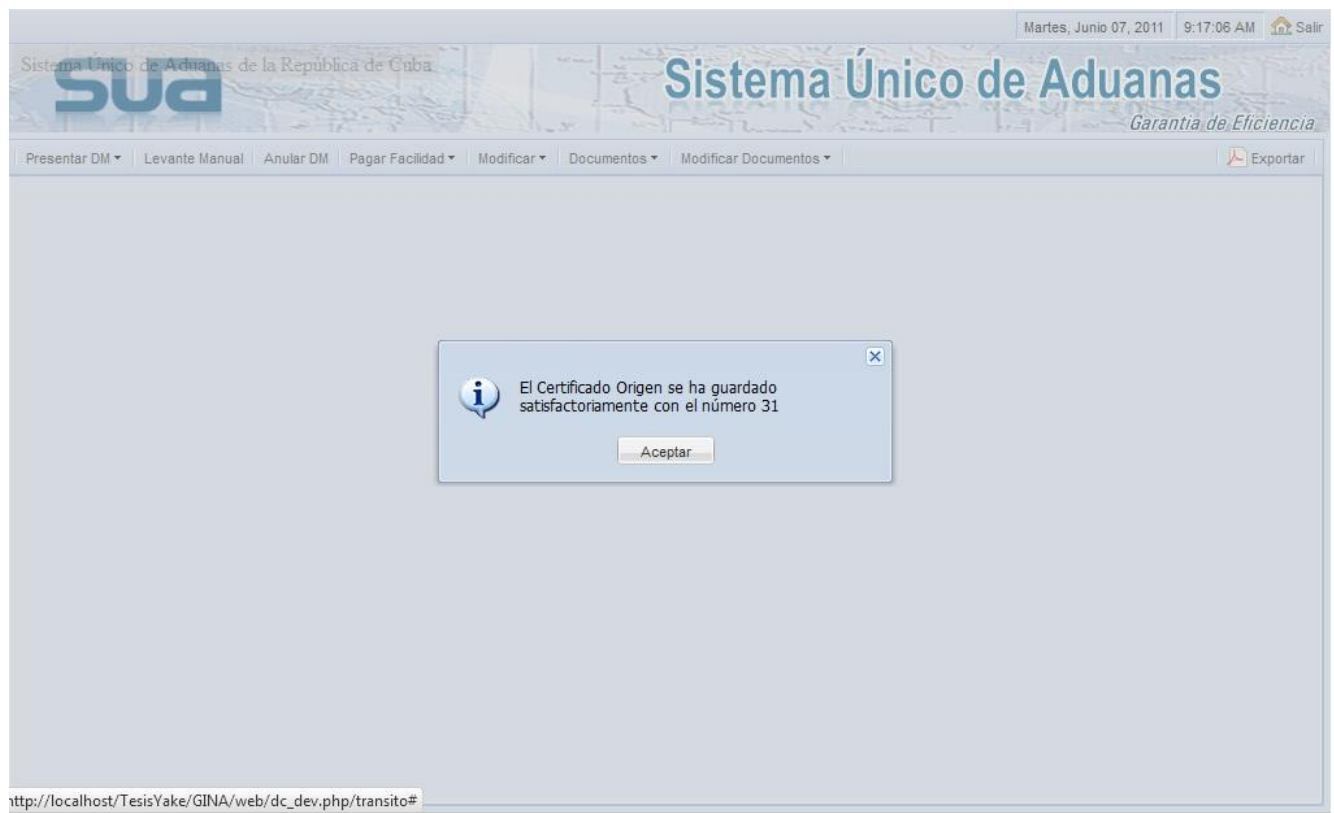 Martes, Junio 07, 2011 9:17:06 AM Salir
Sistema Único de Aduanas de la República de Cuba
sua
Sistema Único de Aduanas
Garantía de Eficiencia
Presentar DM Levante Manual Anular DM Pagar Facilidad Modificar Documentos Modificar Documentos Exportar
El Certificado Origen se ha guardado
satisfactoriamente con el número 31
Aceptar
http://localhost/TesisYake/GINA/web/dc_dev.php/transito#